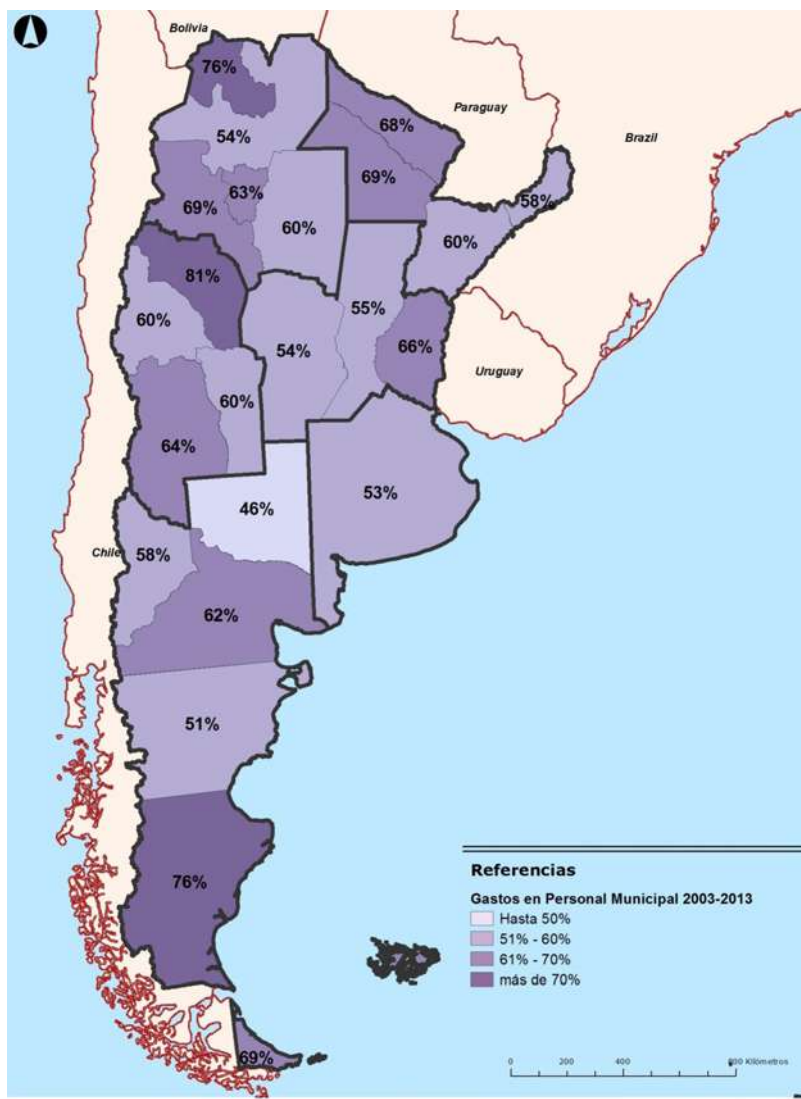 Bolivia
76%
Paraguay
68%
Brazil
54%
69%
63%
69%
58%
60%
60%
81%
55%
60%
54%
66%
Uruguay
60%
64%
53%
46%
Chile
58%
62%
51%
76%
Referencias
Gastos en Personal Municipal 2003-2013
Hasta 50%
51% - 60%
61% - 70%
más de 70%
69%
0 200 400 800 Kilómetros